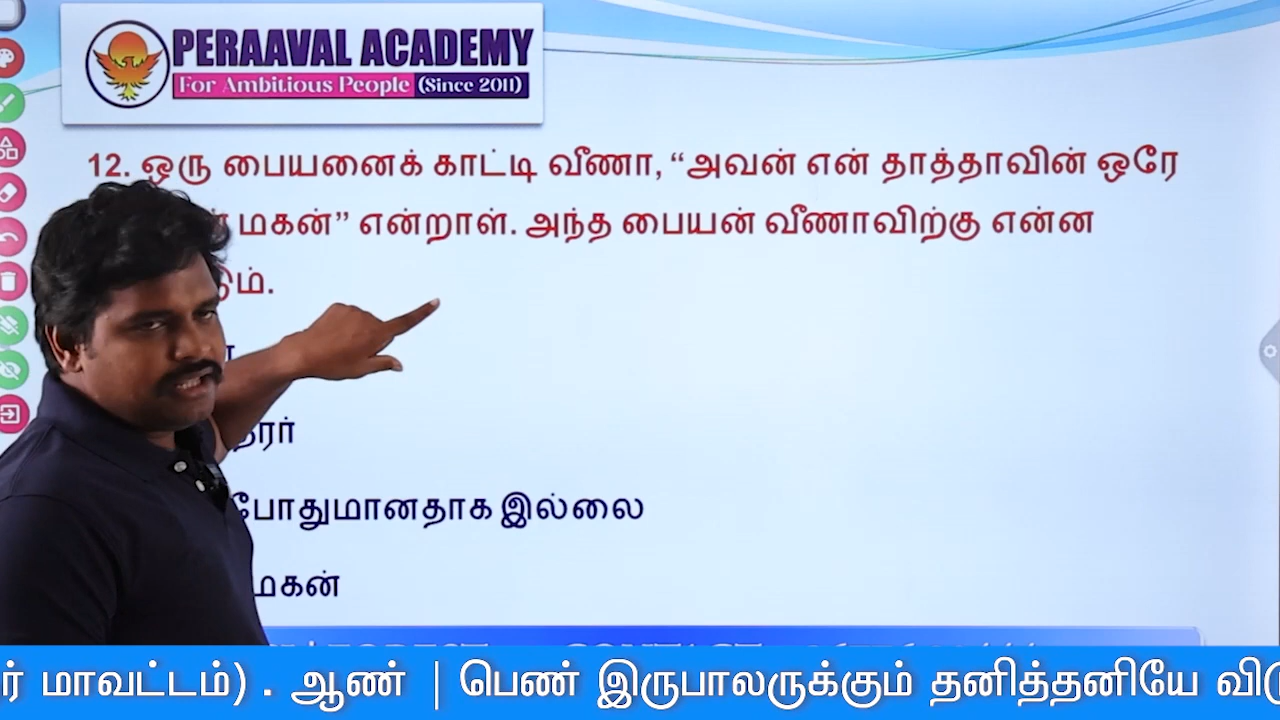 PERAAVAL ACADEMY
For Ambitious People (Since 2011)
12. ஒரு பையனைக் காட்டி வீணா, “அவன் என் தாத்தாவின் ஒரே
மகன்” என்றாள். அந்த பையன் வீணாவிற்கு என்ன
போதுமானதாக இல்லை
மகன்
மாவட்டம்) . ஆண் | பெண் இருபாலருக்கும் தனித்தனியே